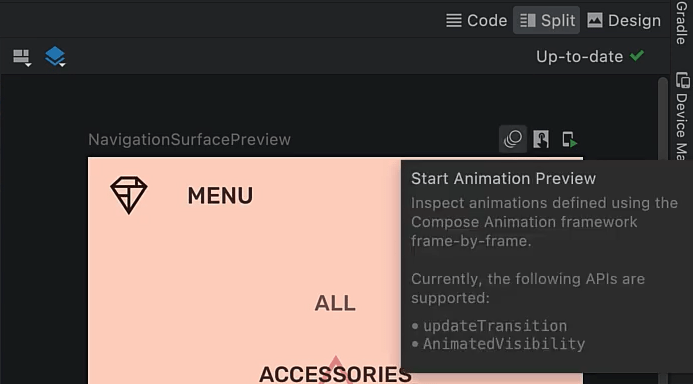 Code Split Design
Gradle
Up-to-date
NavigationSurfacePreview
MENU
ALL
ACCESSORIES
Start Animation Preview
Inspect animations defined using the
Compose Animation framework
frame-by-frame.
Currently, the following APIs are
supported:
• updateTransition
• AnimatedVisibility
Device Ma